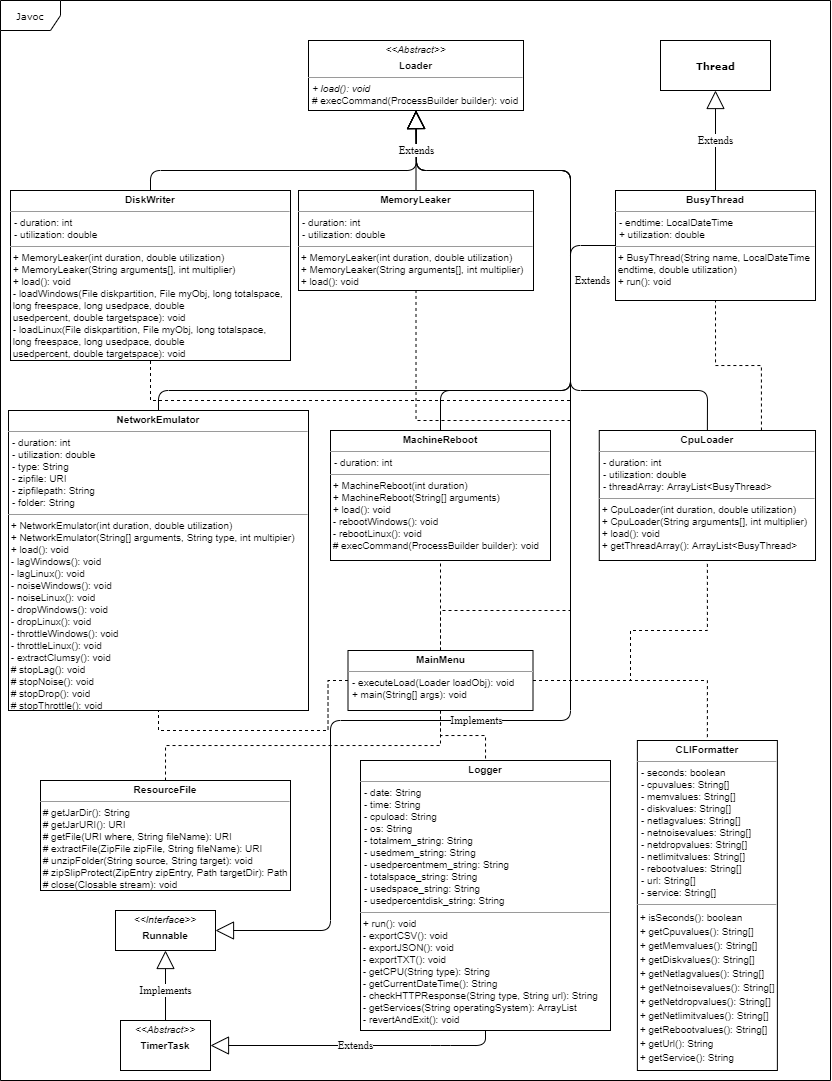 Javoc
<<Abstract>>
Loader
+ load(): void
# execCommand(ProcessBuilder builder): void
Thread
Extends
Extends
DiskWriter
- duration: int
- utilization: double
+ MemoryLeaker(int duration, double utilization)
+ MemoryLeaker(String arguments[], int multiplier)
+ load(): void
- loadWindows(File diskpartition, File myObj, long totalspace,
long freespace, long usedpace, double
usedpercent, double targetspace): void
- loadLinux(File diskpartition, File myObj, long totalspace,
long freespace, long usedpace, double
usedpercent, double targetspace): void
MemoryLeaker
- duration: int
- utilization: double
+ MemoryLeaker(int duration, double utilization)
+ MemoryLeaker(String arguments[], int multiplier)
+ load(): void
BusyThread
- endtime: LocalDateTime
+ utilization: double
+ BusyThread(String name, LocalDateTime
endtime, double utilization)
+ run(): void
Extends
NetworkEmulator
- duration: int
- utilization: double
- type: String
- zipfile: URI
- zipfilepath: String
- folder: String
+ NetworkEmulator(int duration, double utilization)
+ NetworkEmulator(String[] arguments, String type, int multipier)
+ load(): void
- lagWindows(): void
- lagLinux(): void
- noiseWindows(): void
- noiseLinux(): void
- dropWindows(): void
- dropLinux(): void
- throttleWindows(): void
- throttleLinux(): void
- extractClumsy(): void
# stopLag(): void
# stopNoise(): void
# stopDrop(): void
# stopThrottle(): void
MachineReboot
- duration: int
+ MachineReboot(int duration)
+ MachineReboot(String[] arguments)
+ load(): void
- rebootWindows(): void
- rebootLinux(): void
# execCommand(ProcessBuilder builder): void
CpuLoader
- duration: int
- utilization: double
- threadArray: ArrayList<BusyThread>
+ CpuLoader(int duration, double utilization)
+ CpuLoader(String arguments[], int multiplier)
+ load(): void
+ getThreadArray(): ArrayList<BusyThread>
MainMenu
- executeLoad(Loader loadObj): void
+ main(String[] args): void
Implements
ResourceFile
# getJarDir(): String
# getJarURI(): URI
# getFile(URI where, String fileName): URI
# extractFile(ZipFile zipFile, String fileName): URI
# unzipFolder(String source, String target): void
# zipSlipProtect(ZipEntry zipEntry, Path targetDir): Path
# close(Closable stream): void
Logger
- date: String
- time: String
- cpuload: String
- os: String
- totalmem_string: String
- usedmem_string: String
- usedpercentmem_string: String
- totalspace_string: String
- usedspace_string: String
- usedpercentdisk_string: String
+ run(): void
- exportCSV(): void
- exportJSON(): void
- exportTXT(): void
- getCPU(String type): String
- getCurrentDateTime(): String
- checkHTTPResponse(String type, String url): String
- getServices(String operatingSystem): ArrayList
- revertAndExit(): void
CLIFormatter
- seconds: boolean
- cpuvalues: String[]
- memvalues: String[]
- diskvalues: String[]
- netlagvalues: String[]
- netnoisevalues: String[]
- netdropvalues: String[]
- netlimitvalues: String[]
- rebootvalues: String[]
- url: String[]
- service: String[]
+ isSeconds(): boolean
+ getCpuvalues(): String[]
+ getMemvalues(): String[]
+ getDiskvalues(): String[]
+ getNetlagvalues(): String[]
+ getNetnoisevalues(): String[]
+ getNetdropvalues(): String[]
+ getNetlimitvalues(): String[]
+ getRebootvalues(): String[]
+ getUrl(): String
+ getService(): String
<<Interface>>
Runnable
Implements
<<Abstract>>
TimerTask
Extends